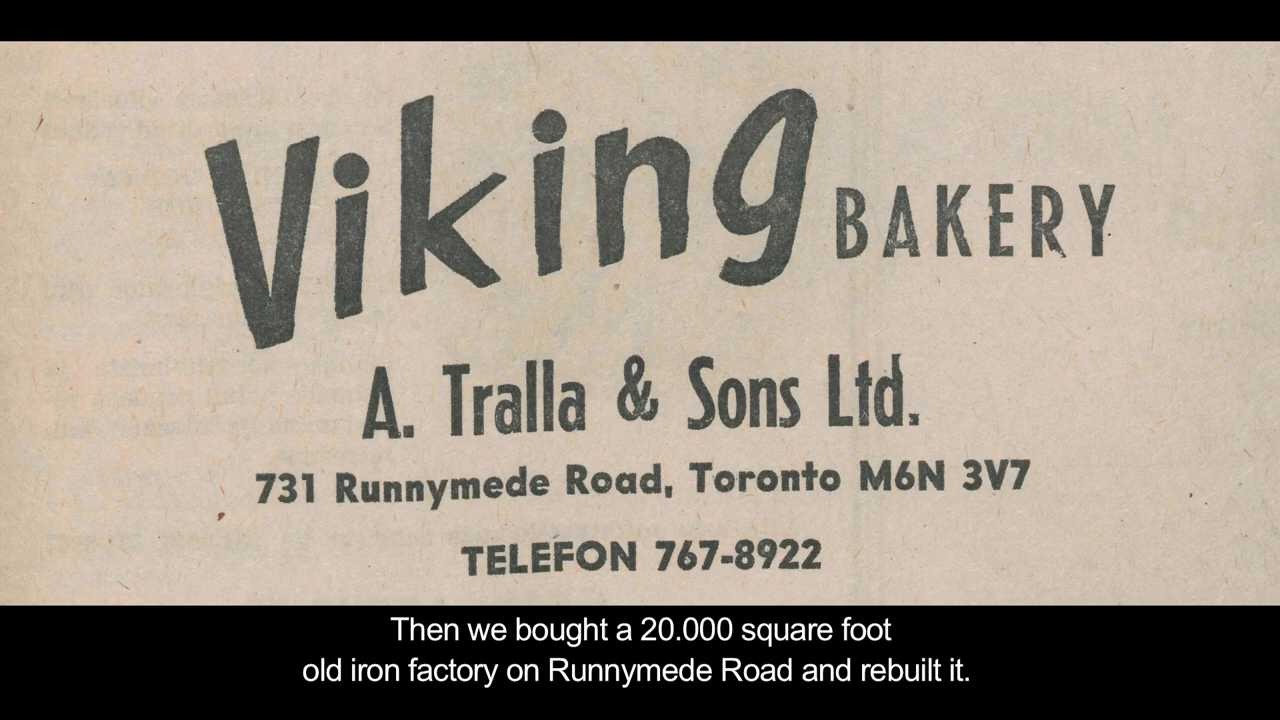 Viking BAKERY
A. Tralla & Sons Ltd.
731 Runnymede Road, Toronto M6N 3V7
TELEFON 767-8922
Then we bought a 20.000 square foot
old iron factory on Runnymede Road and rebuilt it.